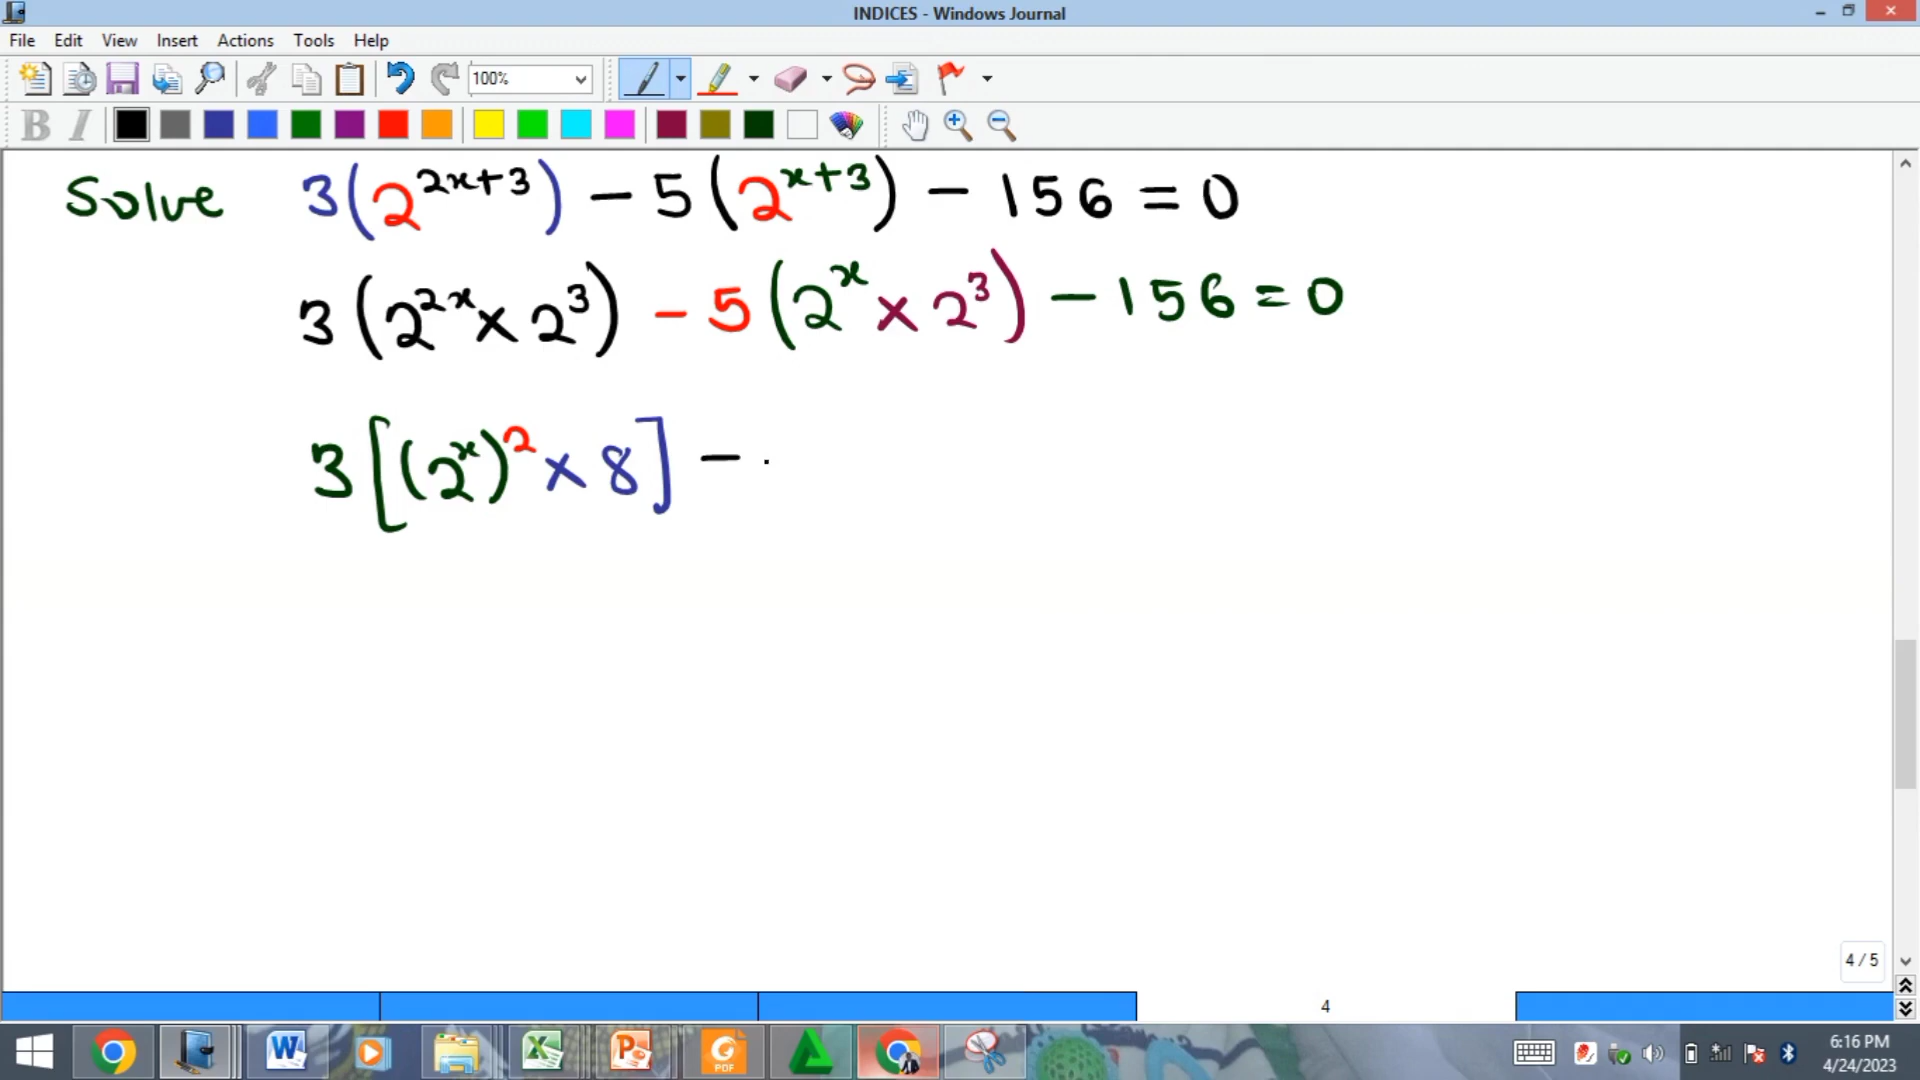 INDICES - Windows Journal
File Edit View Insert Actions Tools Help
100%
B I
Solve 3(2^{2x+3}) - 5(2^{x+3}) - 156 = 0
3(2^{2x} × 2^3) - 5(2^x × 2^3) - 156 = 0
3[(2^x)^2 × 8] -
4 / 5
4
PDF
6:16 PM
4/24/2023